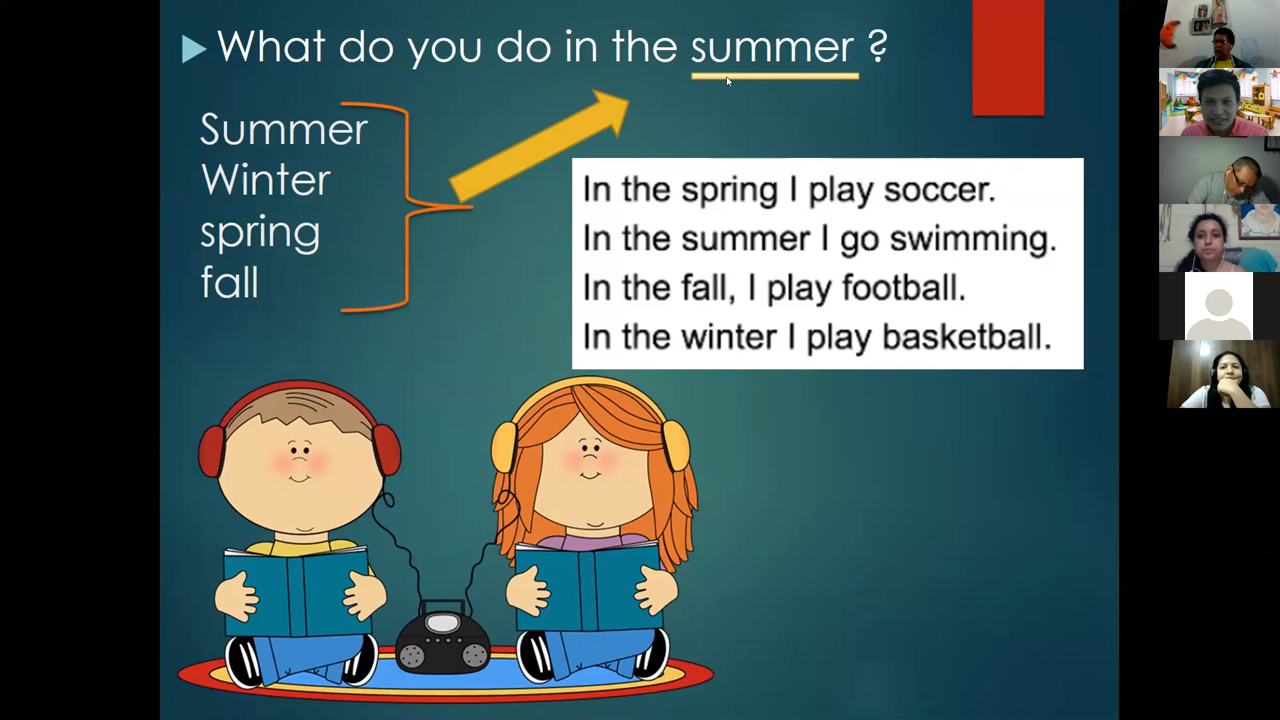 What do you do in the summer ?
Summer
Winter
spring
fall
In the spring I play soccer.
In the summer I go swimming.
In the fall, I play football.
In the winter I play basketball.